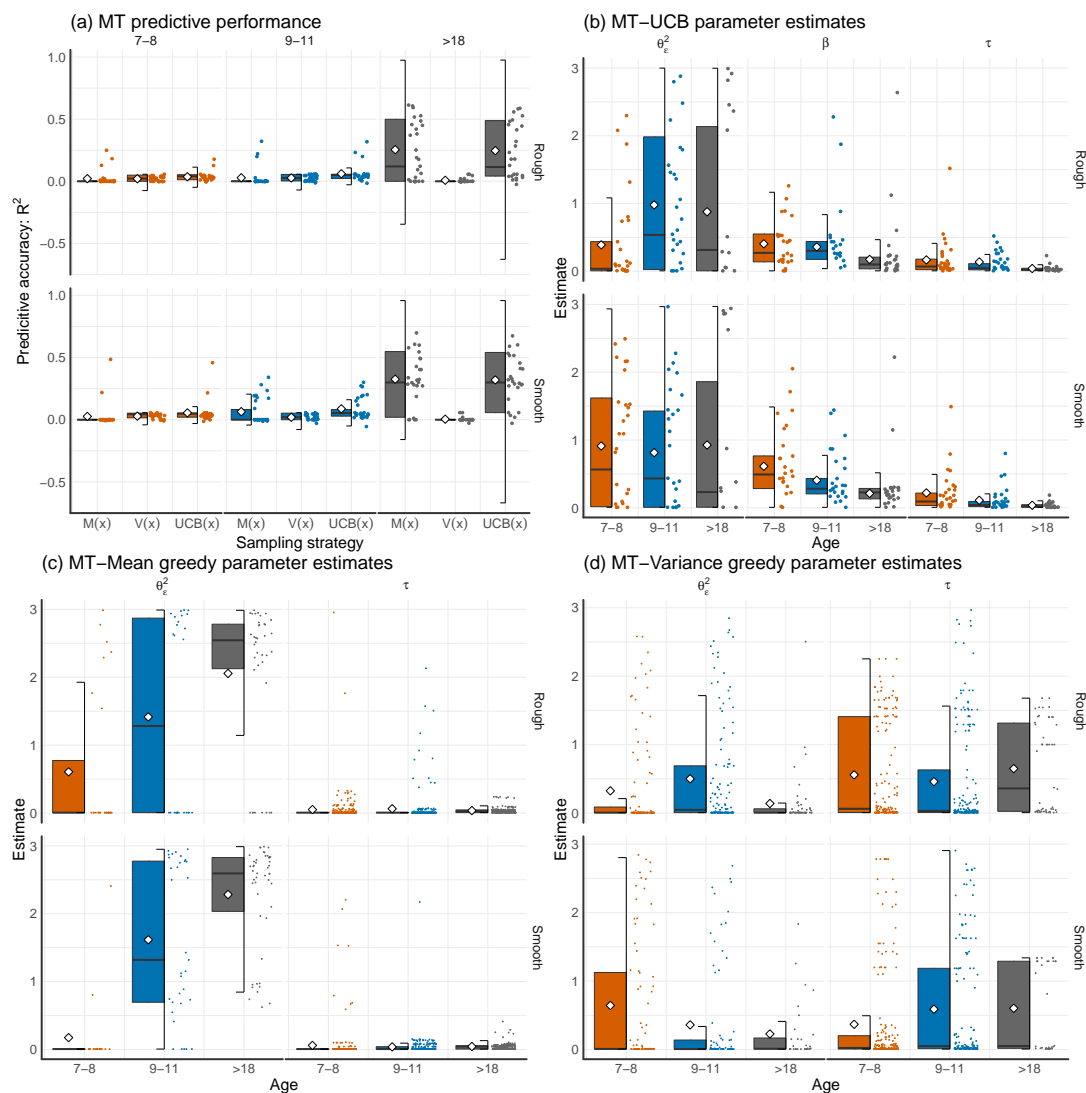 (a) MT predictive performance
7−8 9−11 >18
1.0
0.5
0.0
−0.5
Rough
1.0
0.5
0.0
−0.5
Smooth
Predictive accuracy: R²
M(x) V(x) UCB(x) M(x) V(x) UCB(x) M(x) V(x) UCB(x)
Sampling strategy
(b) MT−UCB parameter estimates
θ²ε β τ
3
2
1
0
Rough
3
2
1
0
Smooth
Estimate
7−8 9−11 >18 7−8 9−11 >18 7−8 9−11 >18
Age
(c) MT−Mean greedy parameter estimates
θ²ε τ
3
2
1
0
Rough
3
2
1
0
Smooth
Estimate
7−8 9−11 >18 7−8 9−11 >18
Age
(d) MT−Variance greedy parameter estimates
θ²ε τ
3
2
1
0
Rough
3
2
1
0
Smooth
Estimate
7−8 9−11 >18 7−8 9−11 >18
Age